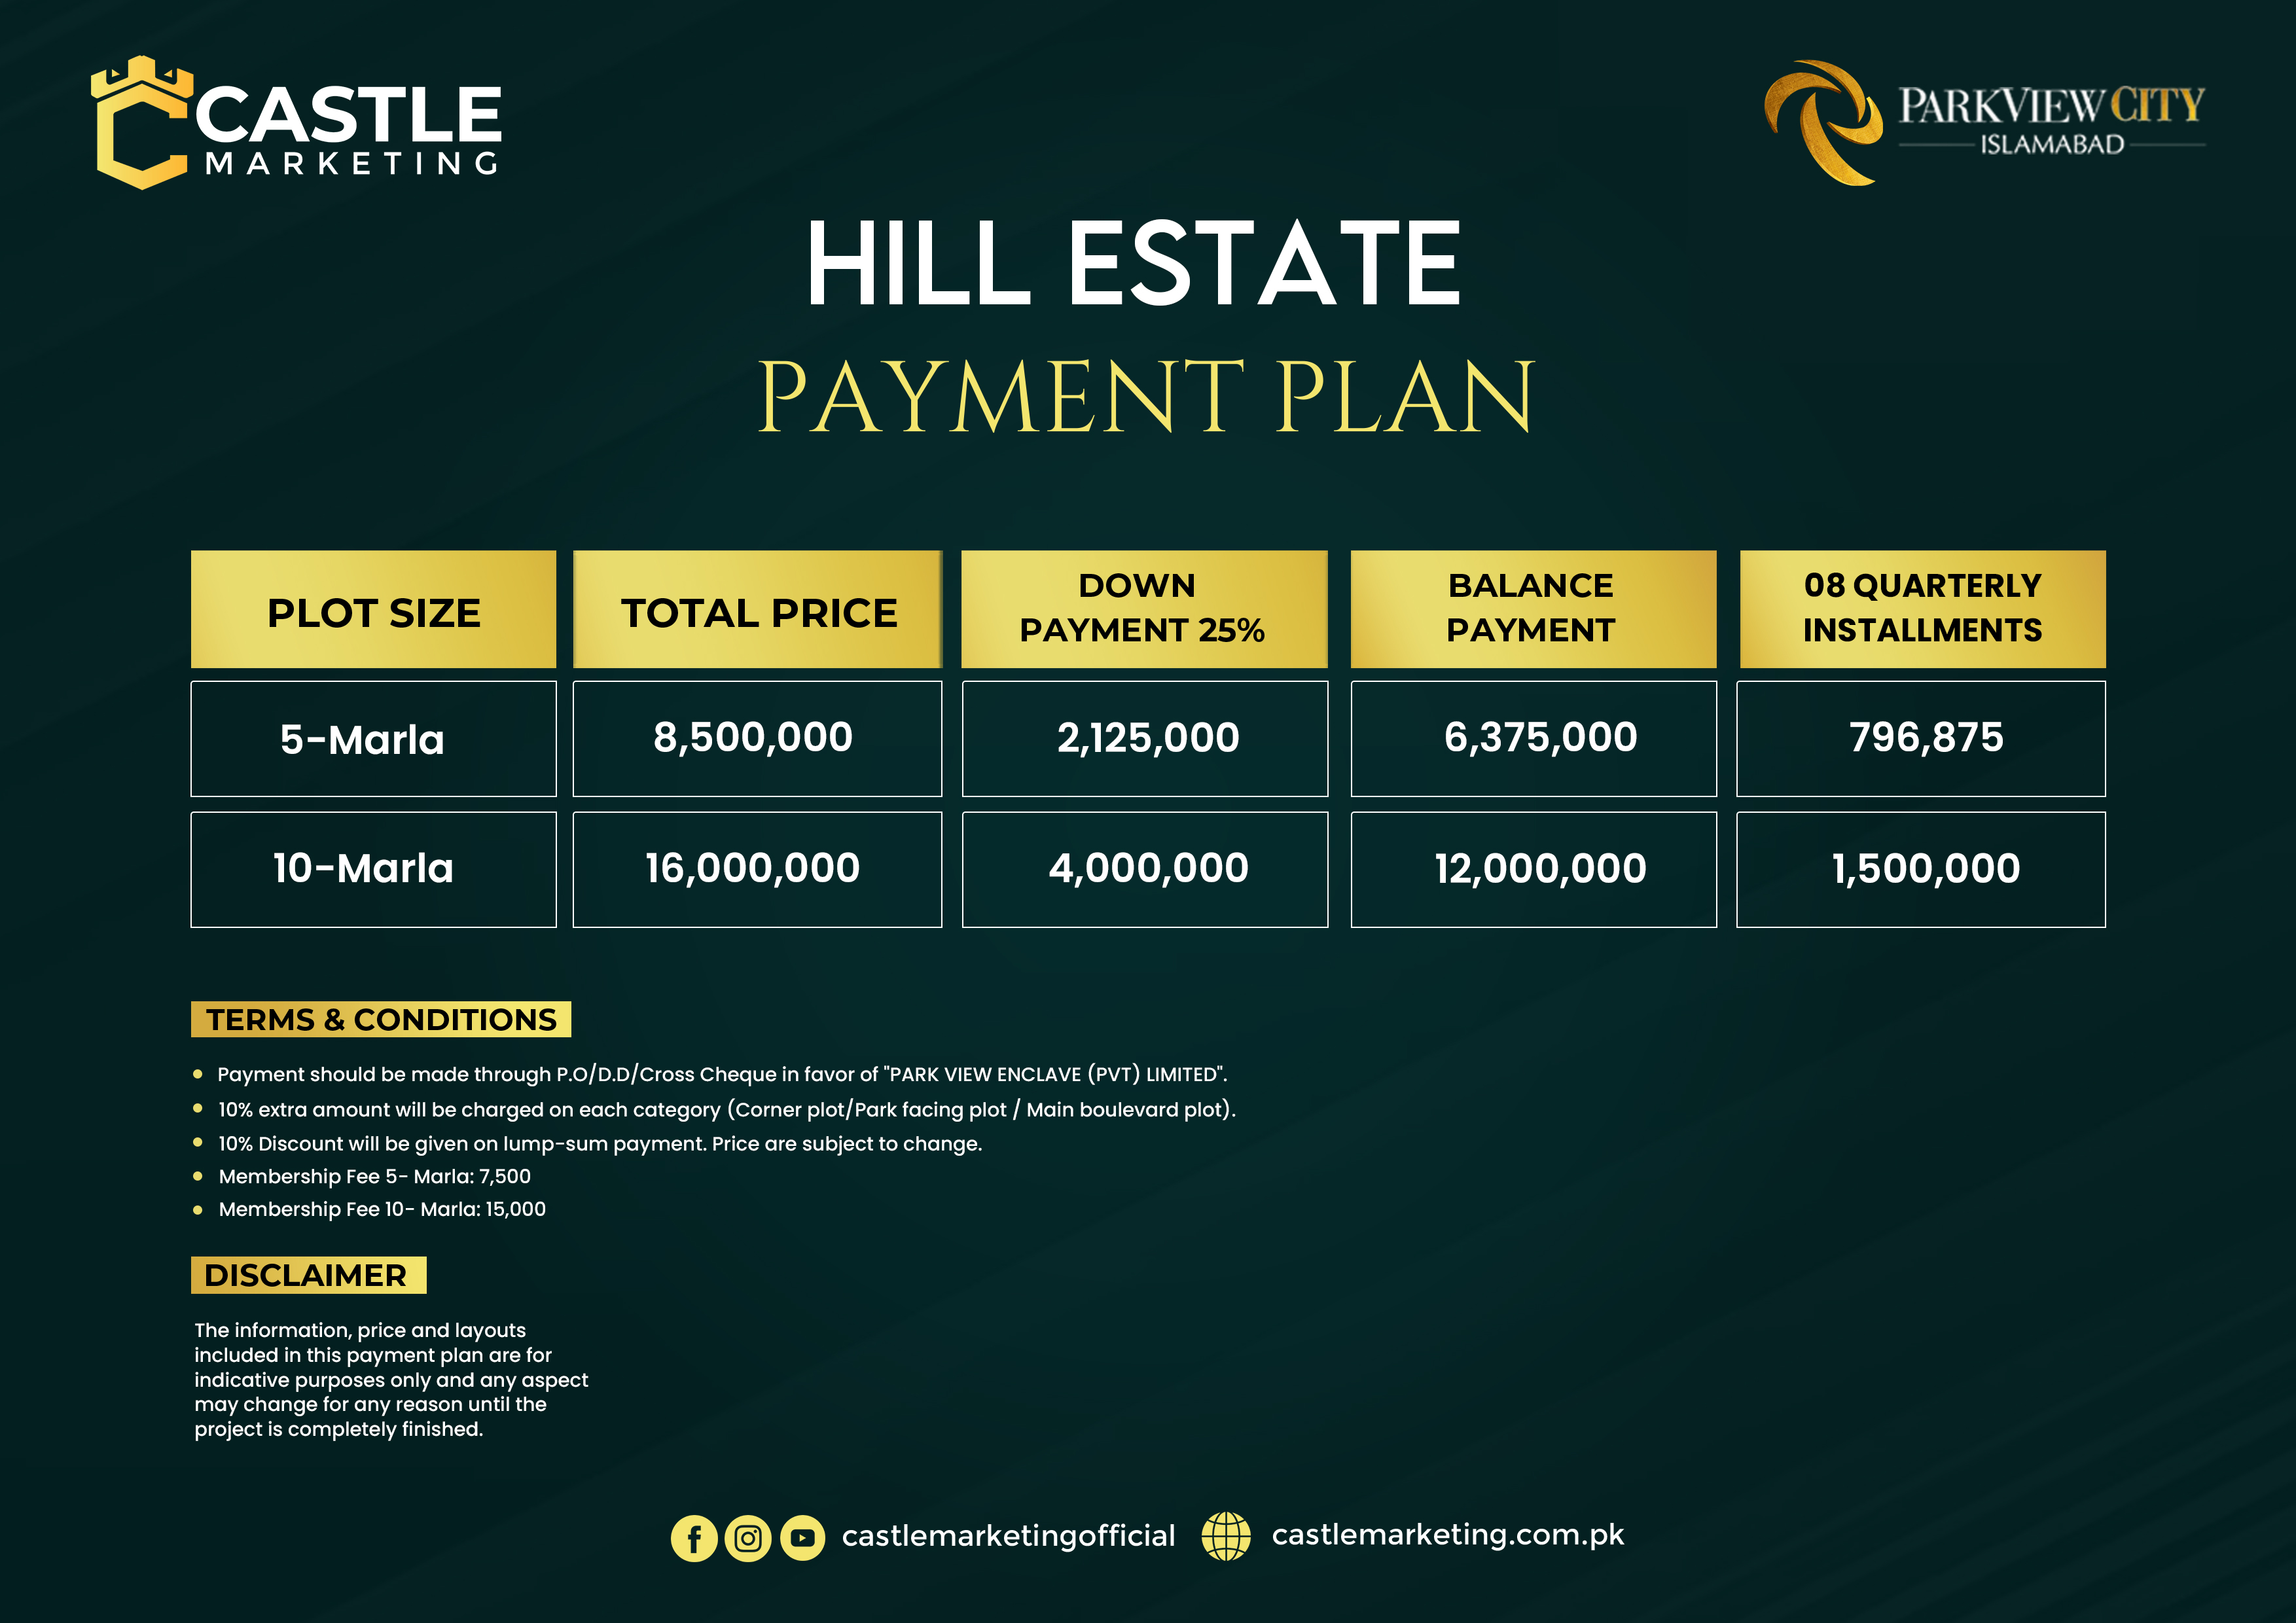 CASTLE
MARKETING
PARKVIEW CITY
ISLAMABAD
HILL ESTATE
PAYMENT PLAN
PLOT SIZE
TOTAL PRICE
DOWN
PAYMENT 25%
BALANCE
PAYMENT
08 QUARTERLY
INSTALLMENTS
5-Marla 8,500,000 2,125,000 6,375,000 796,875
10-Marla 16,000,000 4,000,000 12,000,000 1,500,000
TERMS & CONDITIONS
Payment should be made through P.O/D.D/Cross Cheque in favor of "PARK VIEW ENCLAVE (PVT) LIMITED".
10% extra amount will be charged on each category (Corner plot/Park facing plot / Main boulevard plot).
10% Discount will be given on lump-sum payment. Price are subject to change.
Membership Fee 5- Marla: 7,500
Membership Fee 10- Marla: 15,000
DISCLAIMER
The information, price and layouts
included in this payment plan are for
indicative purposes only and any aspect
may change for any reason until the
project is completely finished.
castlemarketingofficial castlemarketing.com.pk